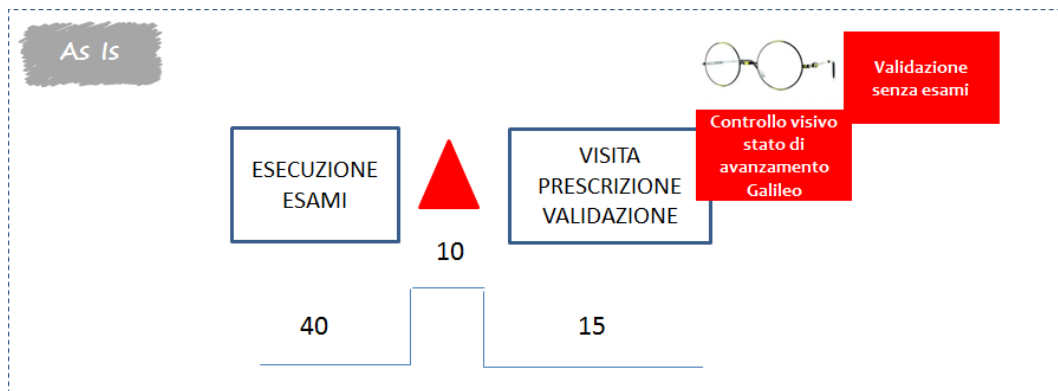 As Is
Validazione
senza esami
Controllo visivo
stato di
avanzamento
Galileo
ESECUZIONE
ESAMI
VISITA
PRESCRIZIONE
VALIDAZIONE
10
40
15